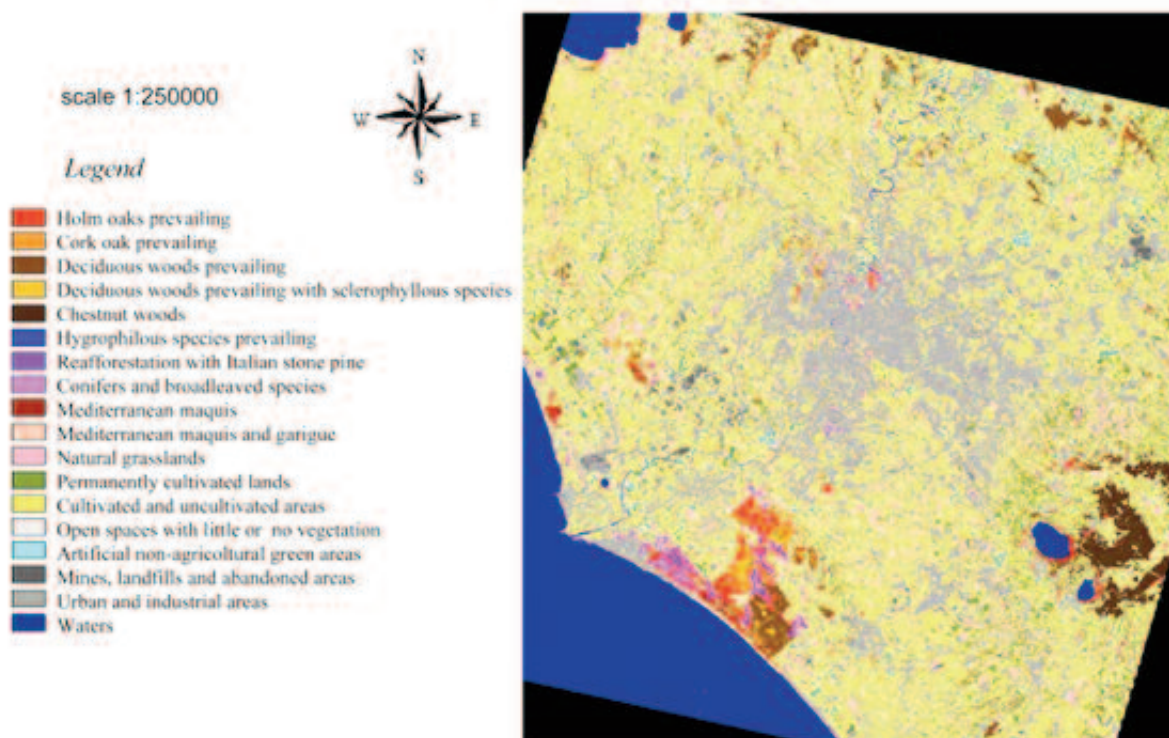 N
scale 1:250000
W E
Legend
S
Holm oaks prevailing
Cork oak prevailing
Deciduous woods prevailing
Deciduous woods prevailing with sclerophyllous species
Chestnut woods
Hygrophilous species prevailing
Reafforestation with Italian stone pine
Conifers and broadleaved species
Mediterranean maquis
Mediterranean maquis and garigue
Natural grasslands
Permanently cultivated lands
Cultivated and uncultivated areas
Open spaces with little or no vegetation
Artificial non-agricoltural green areas
Mines, landfills and abandoned areas
Urban and industrial areas
Waters